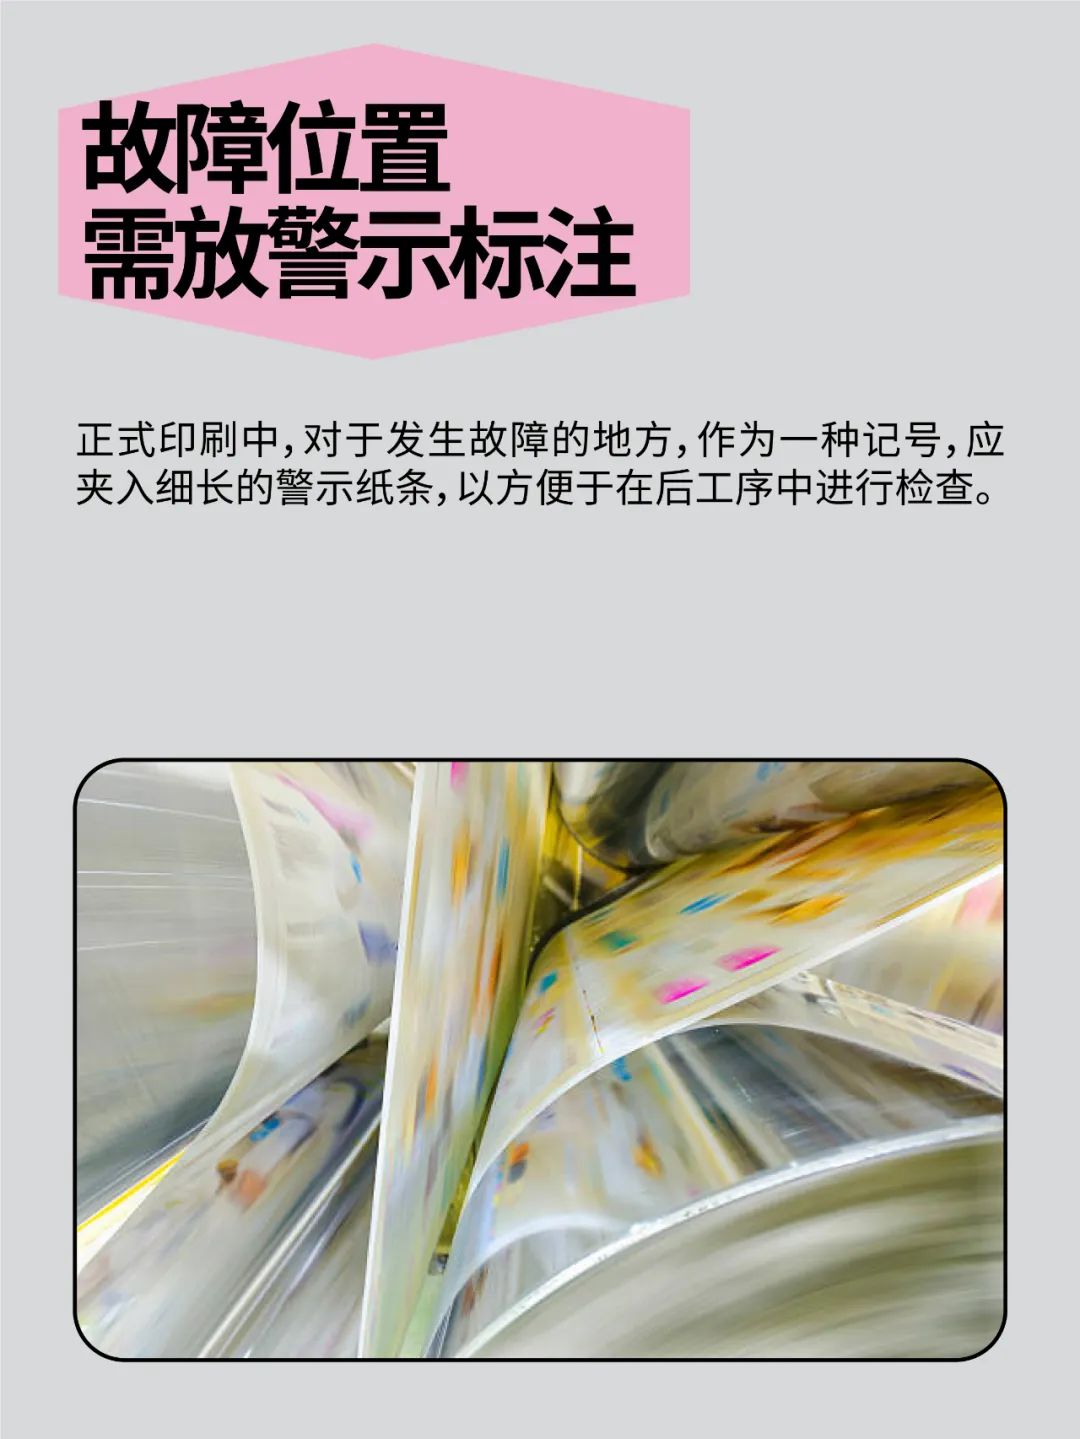 故障位置
需放警示标注
正式印刷中，对于发生故障的地方，作为一种记号，应
夹入细长的警示纸条，以方便于在后工序中进行检查。